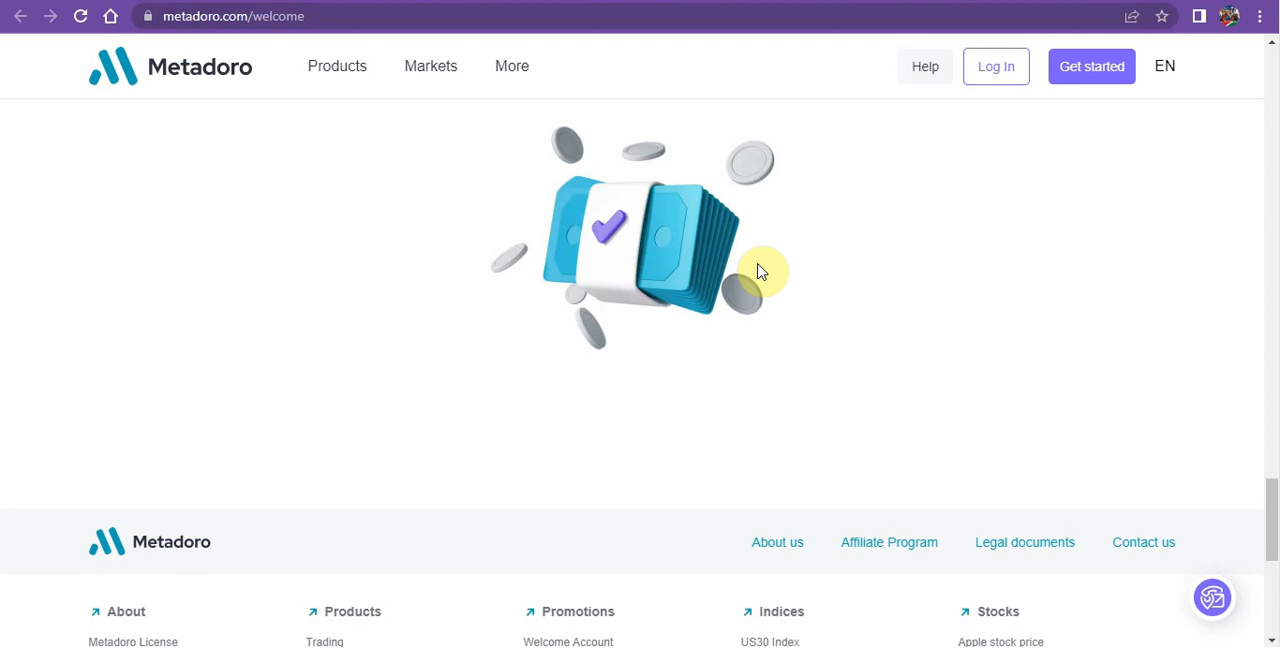 metadoro.com/welcome
Metadoro Products Markets More Help Log In Get started EN
Metadoro About us Affiliate Program Legal documents Contact us
About Products Promotions Indices Stocks
Metadoro License Trading Welcome Account US30 Index Apple stock price